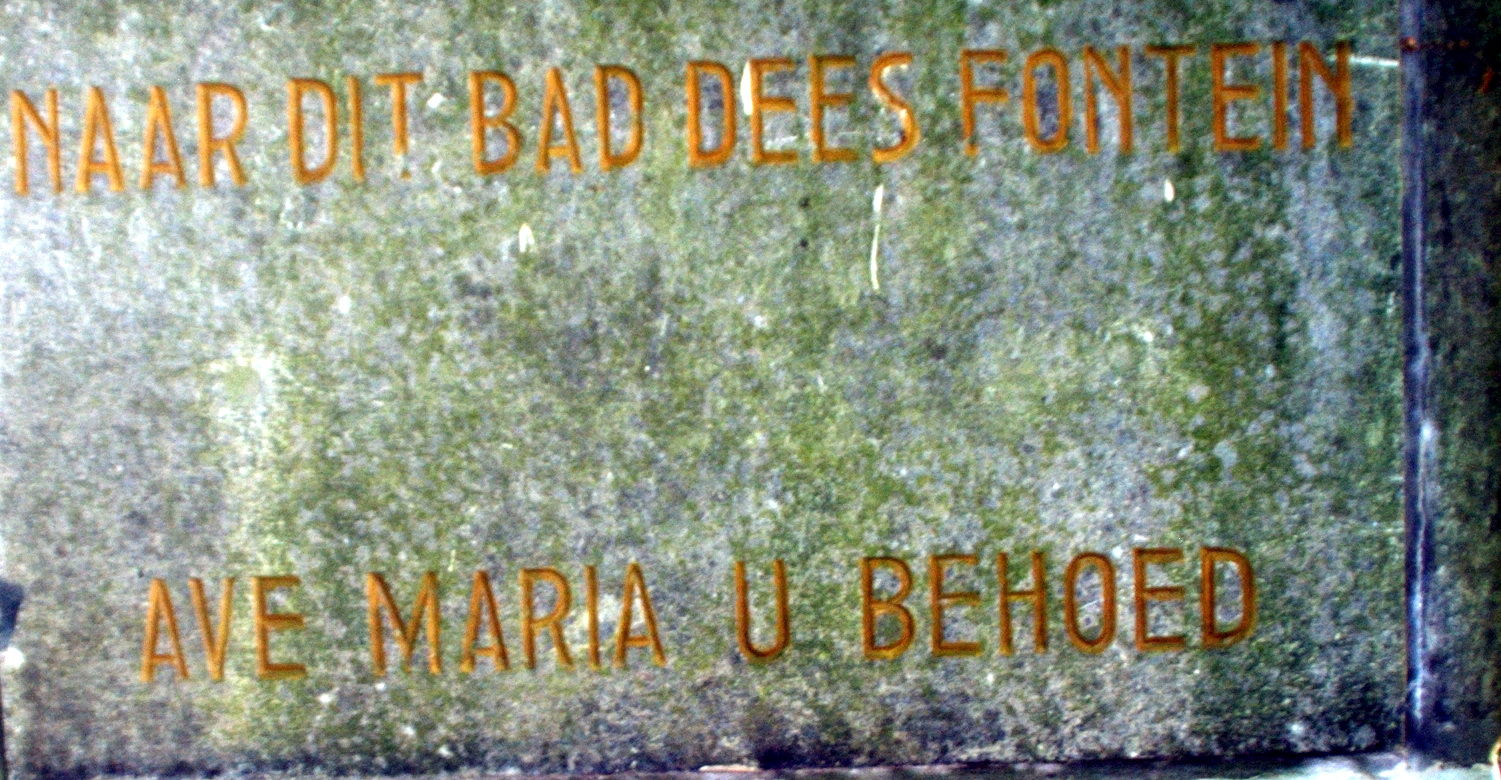 NAAR DIT BAD DEES FONTEIN
AVE MARIA U BEHOED